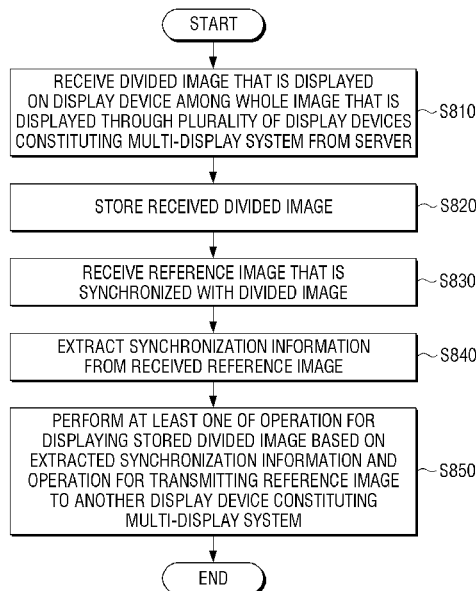 START
RECEIVE DIVIDED IMAGE THAT IS DISPLAYED
ON DISPLAY DEVICE AMONG WHOLE IMAGE THAT IS
DISPLAYED THROUGH PLURALITY OF DISPLAY DEVICES
CONSTITUTING MULTI-DISPLAY SYSTEM FROM SERVER
S810
STORE RECEIVED DIVIDED IMAGE
S820
RECEIVE REFERENCE IMAGE THAT IS
SYNCHRONIZED WITH DIVIDED IMAGE
S830
EXTRACT SYNCHRONIZATION INFORMATION
FROM RECEIVED REFERENCE IMAGE
S840
PERFORM AT LEAST ONE OF OPERATION FOR
DISPLAYING STORED DIVIDED IMAGE BASED ON
EXTRACTED SYNCHRONIZATION INFORMATION AND
OPERATION FOR TRANSMITTING REFERENCE IMAGE
TO ANOTHER DISPLAY DEVICE CONSTITUTING
MULTI-DISPLAY SYSTEM
S850
END